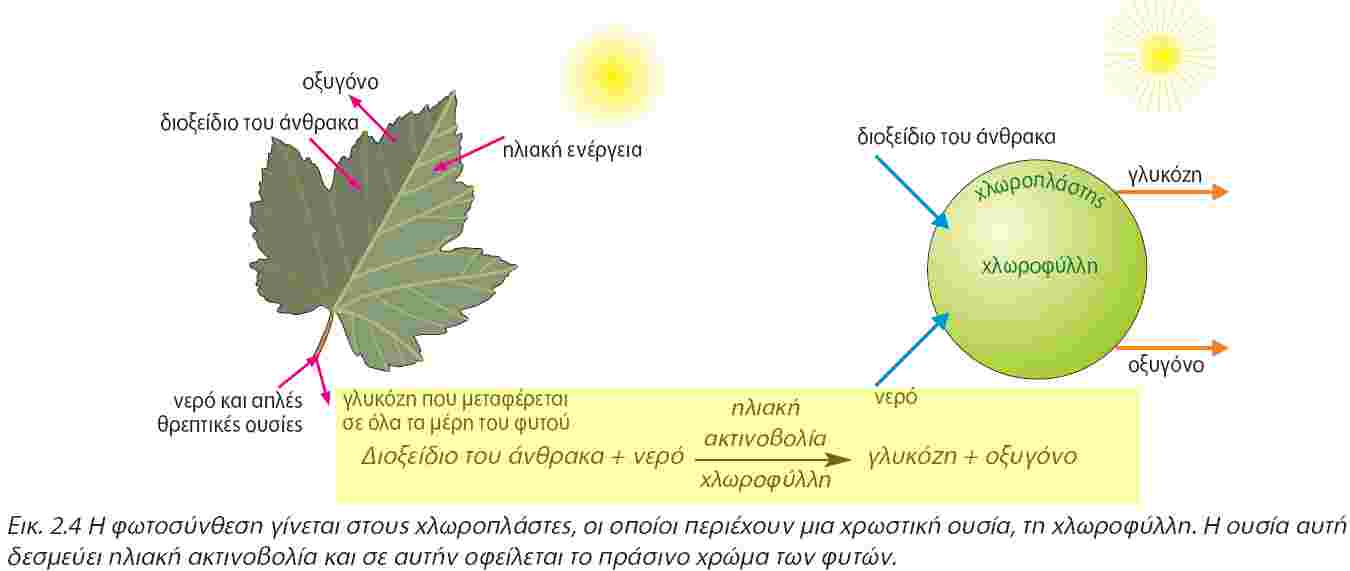 οξυγόνο
διοξείδιο του άνθρακα
ηλιακή ενέργεια
νερό και απλές
θρεπτικές ουσίες
γλυκόζη που μεταφέρεται
σε όλα τα μέρη του φυτού
διοξείδιο του άνθρακα
χλωροπλάστης
γλυκόζη
χλωροφύλλη
οξυγόνο
νερό
ηλιακή
ακτινοβολία
Διοξείδιο του άνθρακα + νερό γλυκόζη + οξυγόνο
χλωροφύλλη
Εικ. 2.4 Η φωτοσύνθεση γίνεται στους χλωροπλάστες, οι οποίοι περιέχουν μια χρωστική ουσία, τη χλωροφύλλη. Η ουσία αυτή
δεσμεύει ηλιακή ακτινοβολία και σε αυτήν οφείλεται το πράσινο χρώμα των φυτών.